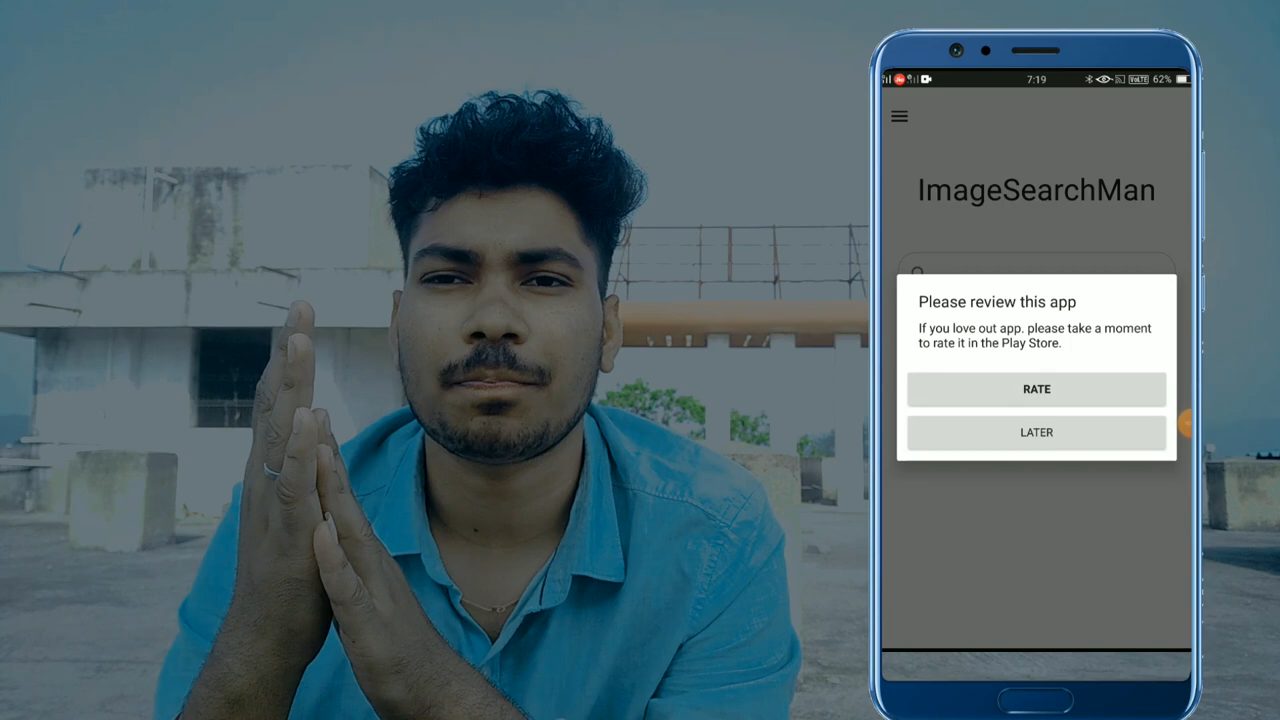 7:19
VoLTE 62%
ImageSearchMan
Please review this app
If you love out app. please take a moment
to rate it in the Play Store.
RATE
LATER